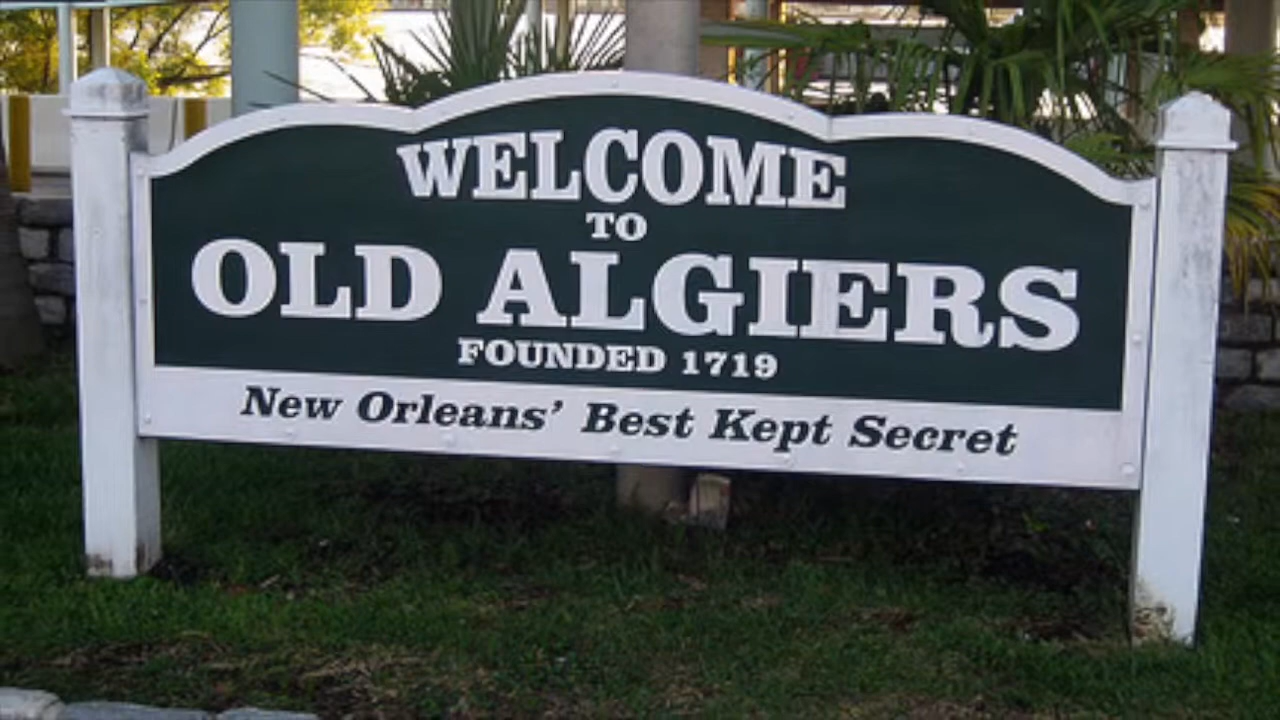 WELCOME
TO
OLD ALGIERS
FOUNDED 1719
New Orleans' Best Kept Secret